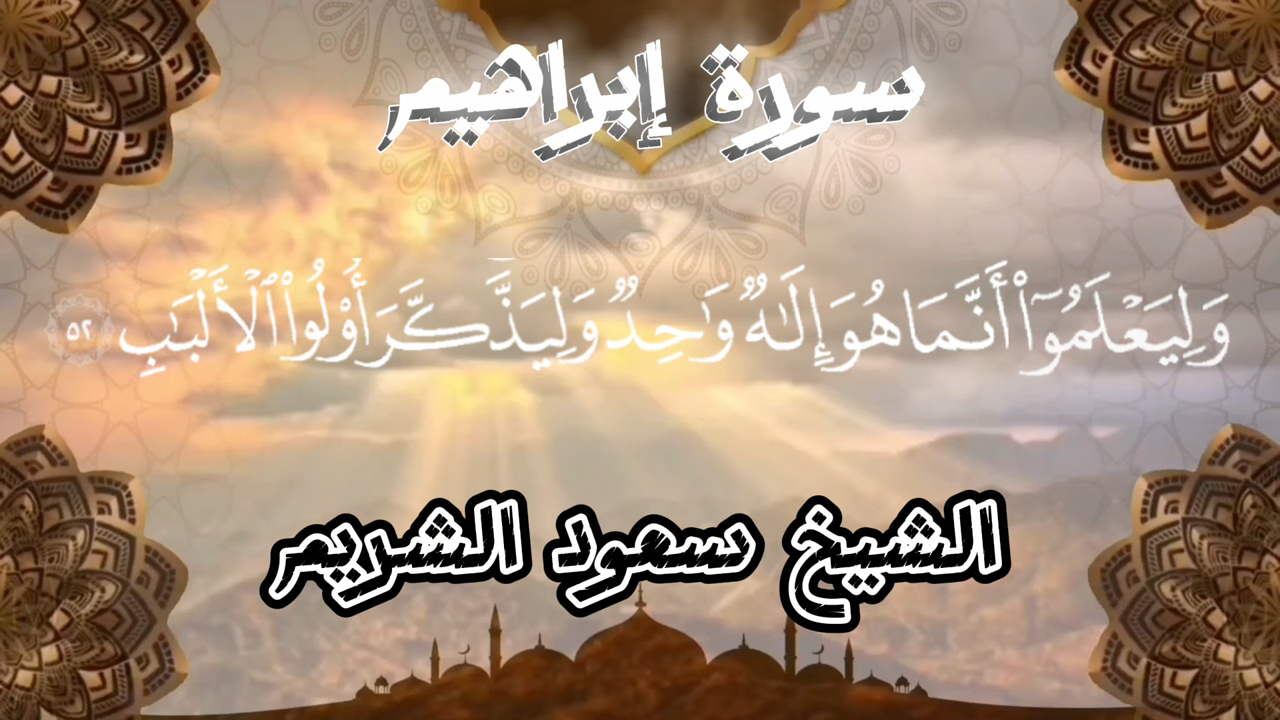 سورة إبراهيم
وَلِيَعْلَمُوٓا۟ أَنَّمَا هُوَ إِلَـٰهٌ وَٰحِدٌ وَلِيَذَّكَّرَ أُو۟لُوا۟ ٱلْأَلْبَـٰبِ ٥٢
الشيخ سعود الشريم